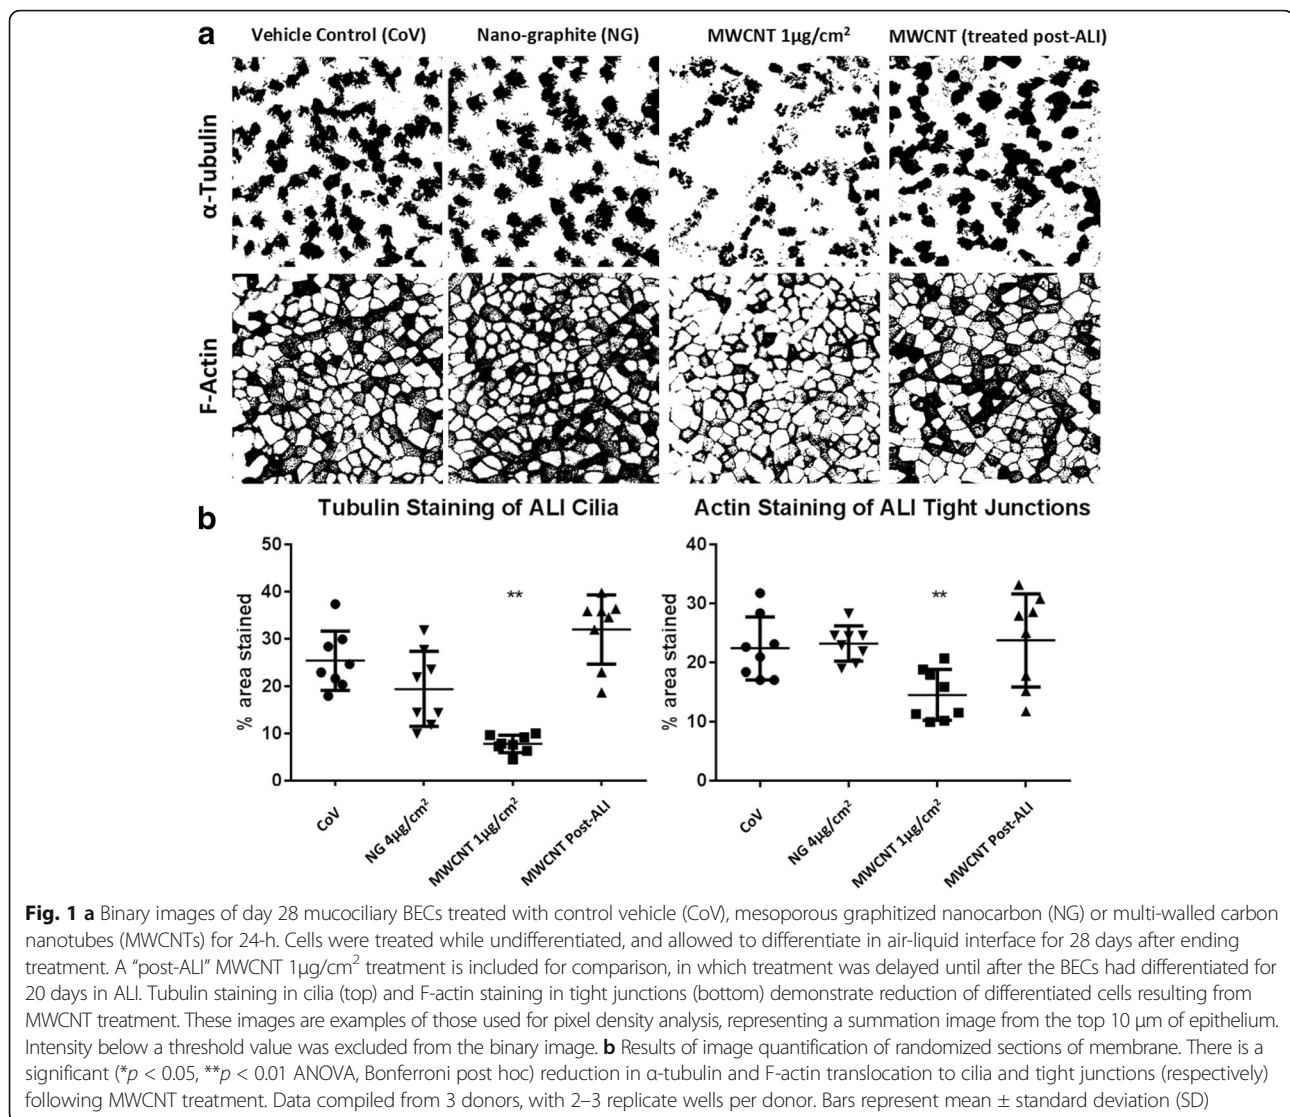 a
Vehicle Control (CoV) Nano-graphite (NG) MWCNT 1µg/cm² MWCNT (treated post-ALI)
α-Tubulin
F-Actin
b
Tubulin Staining of ALI Cilia
% area stained
50
40
30
20
10
0
**
CoV
NG 4µg/cm²
MWCNT 1µg/cm²
MWCNT Post-ALI
Actin Staining of ALI Tight Junctions
% area stained
40
30
20
10
0
**
CoV
NG 4µg/cm²
MWCNT 1µg/cm²
MWCNT Post-ALI
Fig. 1 a Binary images of day 28 mucociliary BECs treated with control vehicle (CoV), mesoporous graphitized nanocarbon (NG) or multi-walled carbon
nanotubes (MWCNTs) for 24-h. Cells were treated while undifferentiated, and allowed to differentiate in air-liquid interface for 28 days after ending
treatment. A “post-ALI” MWCNT 1µg/cm² treatment is included for comparison, in which treatment was delayed until after the BECs had differentiated for
20 days in ALI. Tubulin staining in cilia (top) and F-actin staining in tight junctions (bottom) demonstrate reduction of differentiated cells resulting from
MWCNT treatment. These images are examples of those used for pixel density analysis, representing a summation image from the top 10 µm of epithelium.
Intensity below a threshold value was excluded from the binary image. b Results of image quantification of randomized sections of membrane. There is a
significant (*p < 0.05, **p < 0.01 ANOVA, Bonferroni post hoc) reduction in α-tubulin and F-actin translocation to cilia and tight junctions (respectively)
following MWCNT treatment. Data compiled from 3 donors, with 2–3 replicate wells per donor. Bars represent mean ± standard deviation (SD)